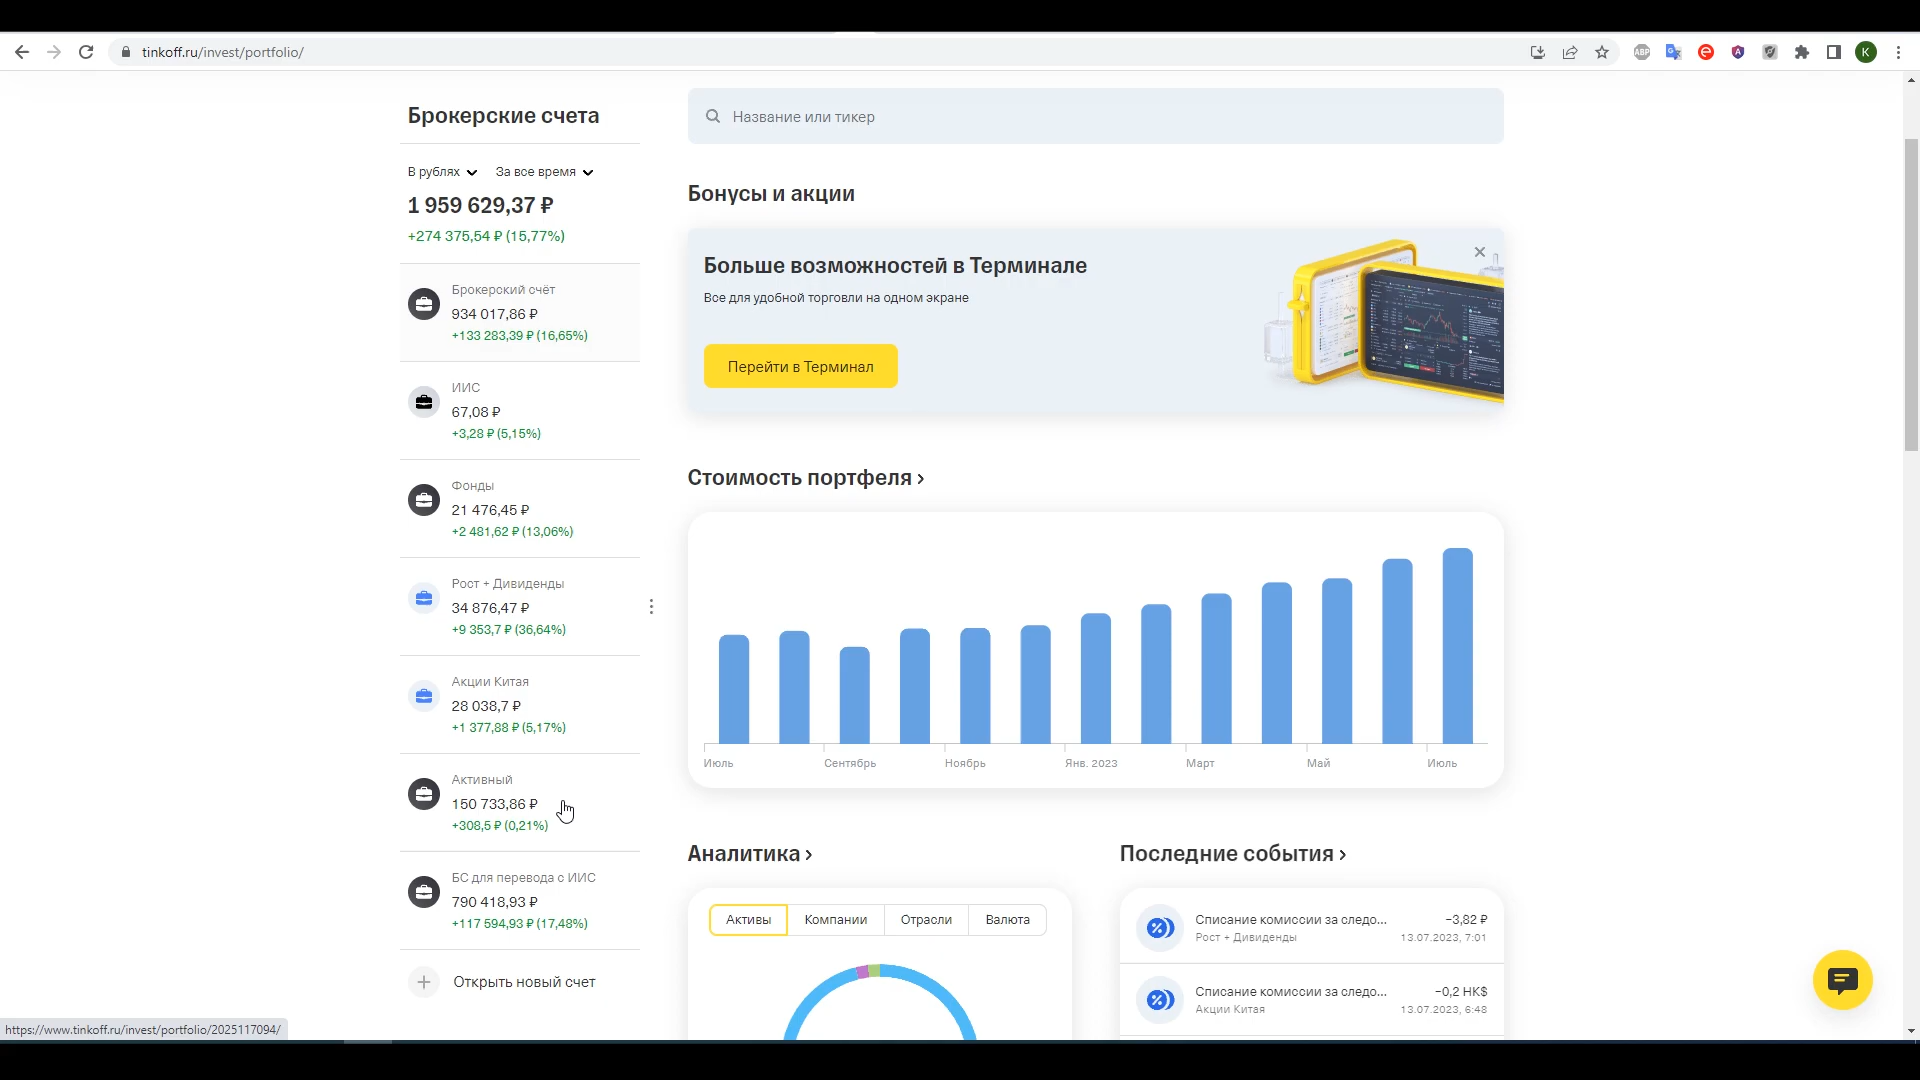 tinkoff.ru/invest/portfolio/
ABP
K
Брокерские счета
В рублях
За все время
1 959 629,37 ₽
+274 375,54 ₽ (15,77%)
Брокерский счёт
934 017,86 ₽
+133 283,39 ₽ (16,65%)
ИИС
67,08 ₽
+3,28 ₽ (5,15%)
Фонды
21 476,45 ₽
+2 481,62 ₽ (13,06%)
Рост + Дивиденды
34 876,47 ₽
+9 353,7 ₽ (36,64%)
Акции Китая
28 038,7 ₽
+1 377,88 ₽ (5,17%)
Активный
150 733,86 ₽
+308,5 ₽ (0,21%)
БС для перевода с ИИС
790 418,93 ₽
+117 594,93 ₽ (17,48%)
Открыть новый счет
https://www.tinkoff.ru/invest/portfolio/2025117094/
Название или тикер
Бонусы и акции
Больше возможностей в Терминале
Все для удобной торговли на одном экране
Перейти в Терминал
Стоимость портфеля
Июль
Сентябрь
Ноябрь
Янв. 2023
Март
Май
Июль
Аналитика
Активы
Компании
Отрасли
Валюта
Последние события
Списание комиссии за следо... −3,82 ₽
Рост + Дивиденды 13.07.2023, 7:01
Списание комиссии за следо... −0,2 HK$
Акции Китая 13.07.2023, 6:48